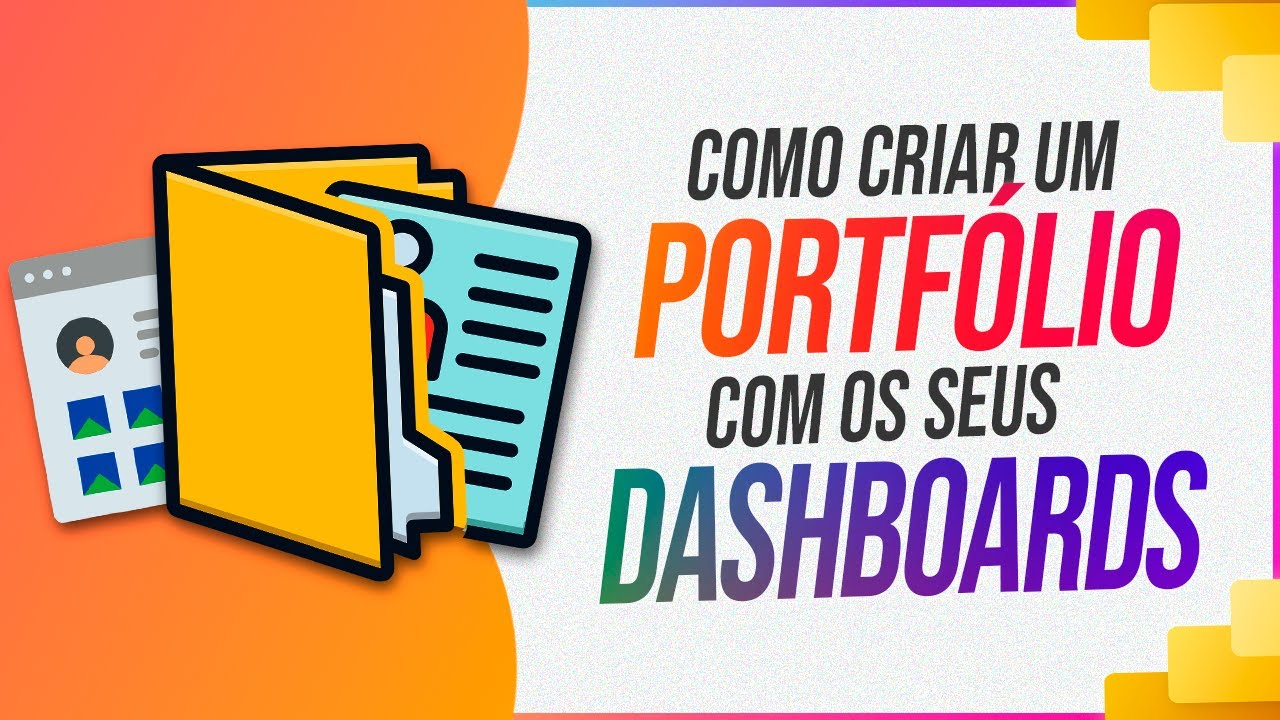 COMO CRIAR UM
PORTFÓLIO
COM OS SEUS
DASHBOARDS